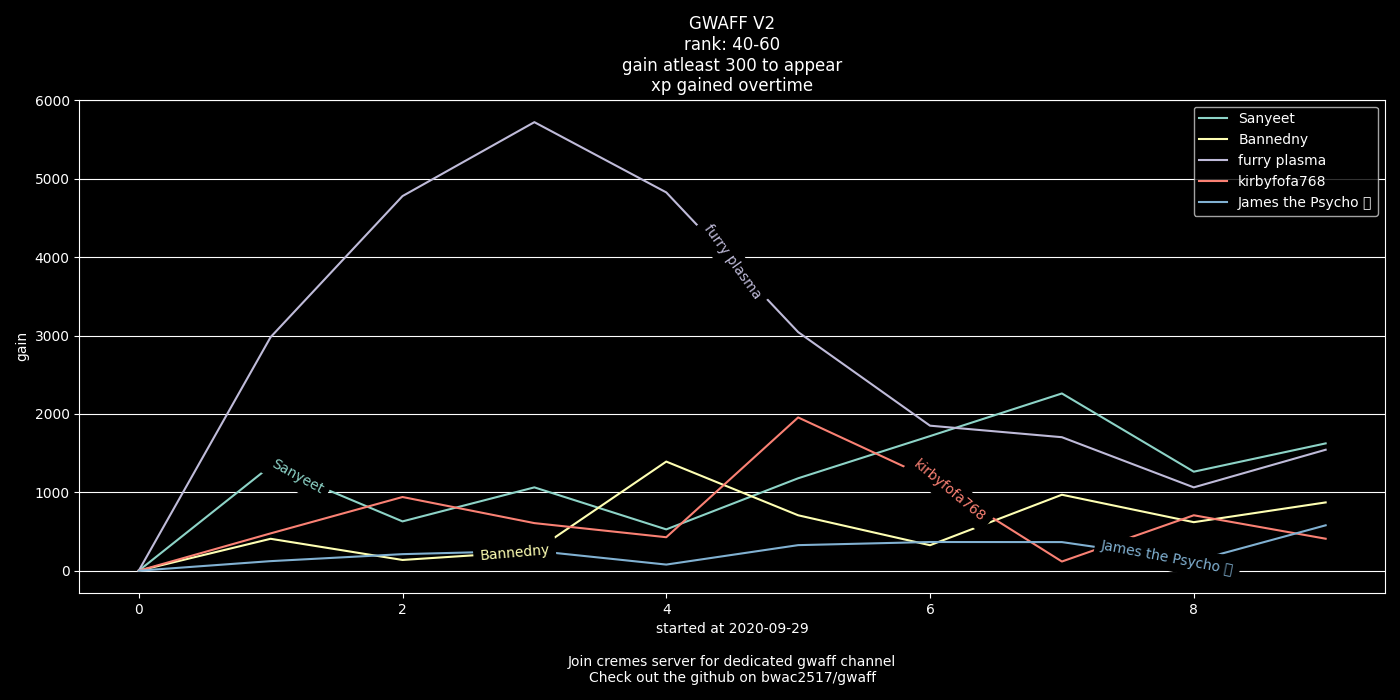 GWAFF V2
rank: 40-60
gain atleast 300 to appear
xp gained overtime
6000
5000
4000
3000
2000
1000
0
gain
Sanyeet
Bannedny
furry plasma
kirbyfofa768
James the Psycho
furry plasma
Sanyeet
kirbyfofa768
Bannedny
James the Psycho
0 2 4 6 8
started at 2020-09-29
Join cremes server for dedicated gwaff channel
Check out the github on bwac2517/gwaff